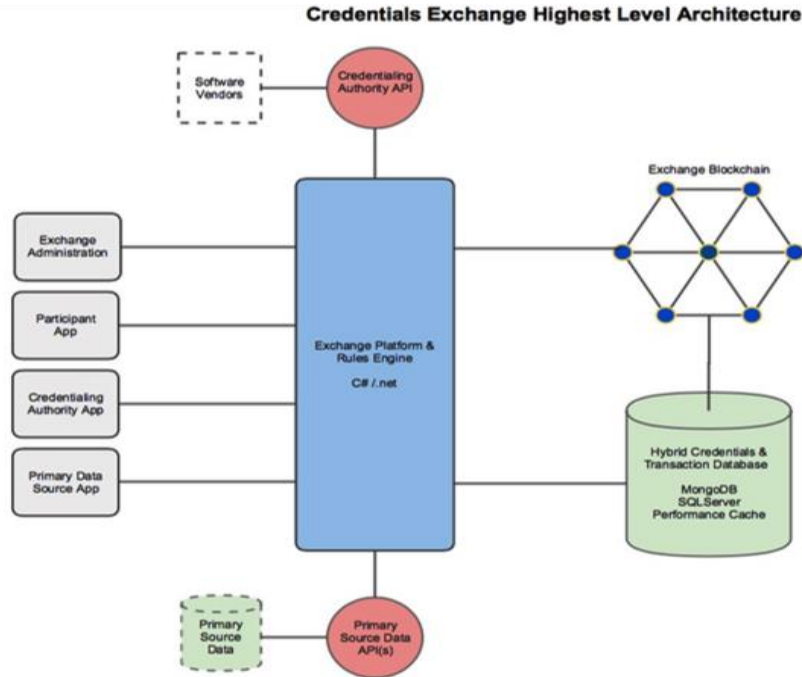 Credentials Exchange Highest Level Architecture
Software
Vendors
Credentialing
Authority API
Exchange Blockchain
Exchange
Administration
Participant
App
Credentialing
Authority App
Primary Data
Source App
Exchange Platform &
Rules Engine
C# /.net
Hybrid Credentials &
Transaction Database
MongoDB
SQLServer
Performance Cache
Primary
Source
Data
Primary
Source Data
API(s)